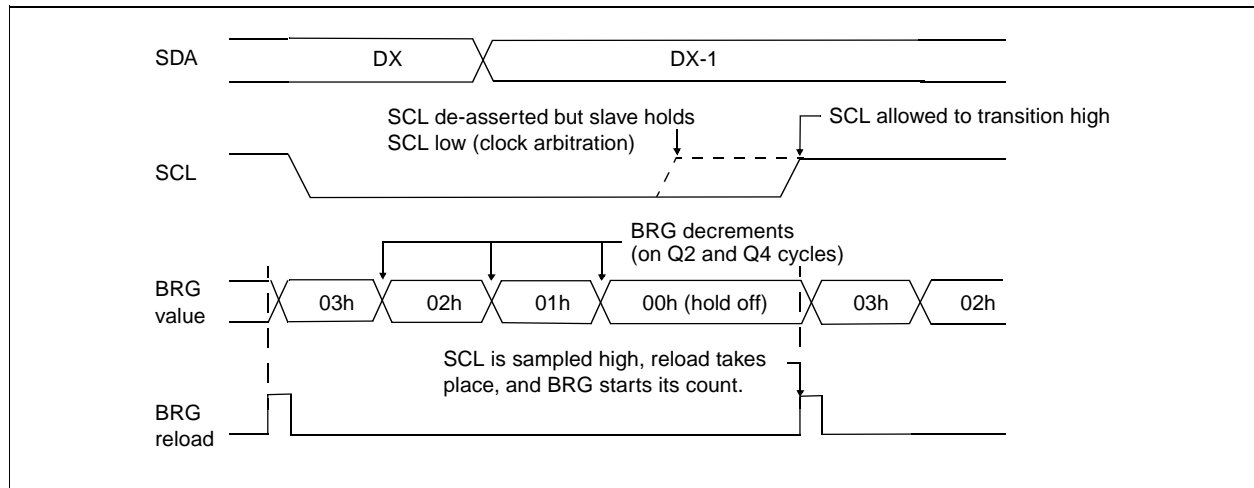 SDA
DX
DX-1
SCL de-asserted but slave holds
SCL low (clock arbitration)
SCL allowed to transition high
SCL
BRG decrements
(on Q2 and Q4 cycles)
BRG
value
03h
02h
01h
00h (hold off)
03h
02h
SCL is sampled high, reload takes
place, and BRG starts its count.
BRG
reload